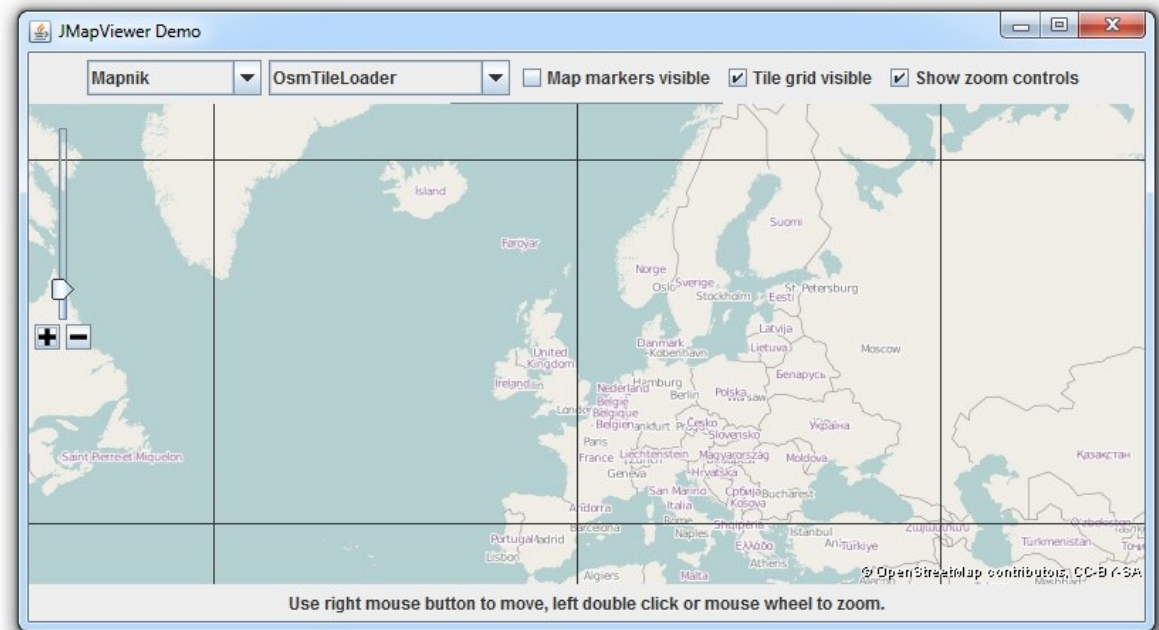 JMapViewer Demo
Mapnik
OsmTileLoader
Map markers visible
Tile grid visible
Show zoom controls
Ísland
Suomi
Føroyar
Norge
Oslo
Sverige
Stockholm
Eesti
St. Petersburg
Latvija
Danmark
Lietuva
Moscow
København
United
Kingdom
Беларусь
Ireland
Hamburg
Nederland
Berlin
Polska
België
Belgique
Belgien
Česko
Україна
Slovensko
Paris
Saint Pierre et Miquelon
France
Liechtenstein
Magyarország
Moldova
Қазақстан
Geneva
Hrvatska
San Marino
Србија
Bucharest
Italia
Kosova
Andorra
Rome
Barcelona
Naples
Shqipëria
Istanbul
Հայաստան
Portugal
Ελλάδα
Türkiye
Türkmenistan
Lisbon
Athens
Algiers
Malta
© OpenStreetMap contributors, CC-BY-SA
Use right mouse button to move, left double click or mouse wheel to zoom.